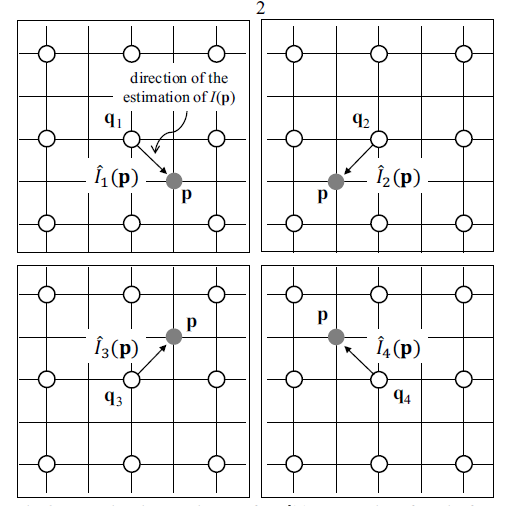 2
direction of the
estimation of I(p)
q₁
Î₁(p)
p
q₂
Î₂(p)
p
p
Î₃(p)
q₃
p
Î₄(p)
q₄